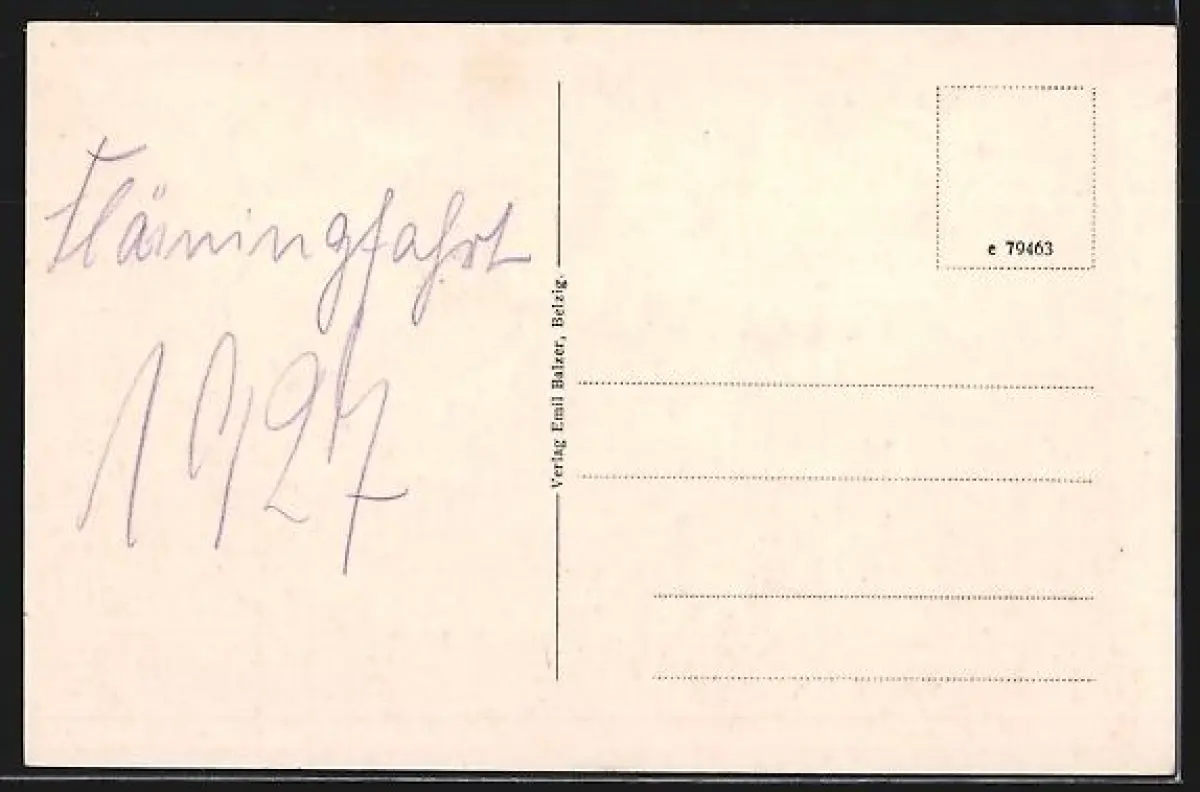 Flämingfahrt
1927
Verlag Emil Balzer, Belzig.
e 79463